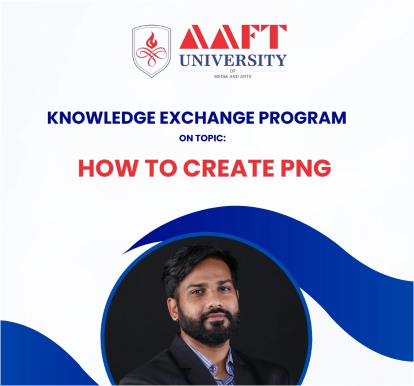 AAFT
UNIVERSITY
OF
MEDIA AND ARTS
KNOWLEDGE EXCHANGE PROGRAM
ON TOPIC:
HOW TO CREATE PNG